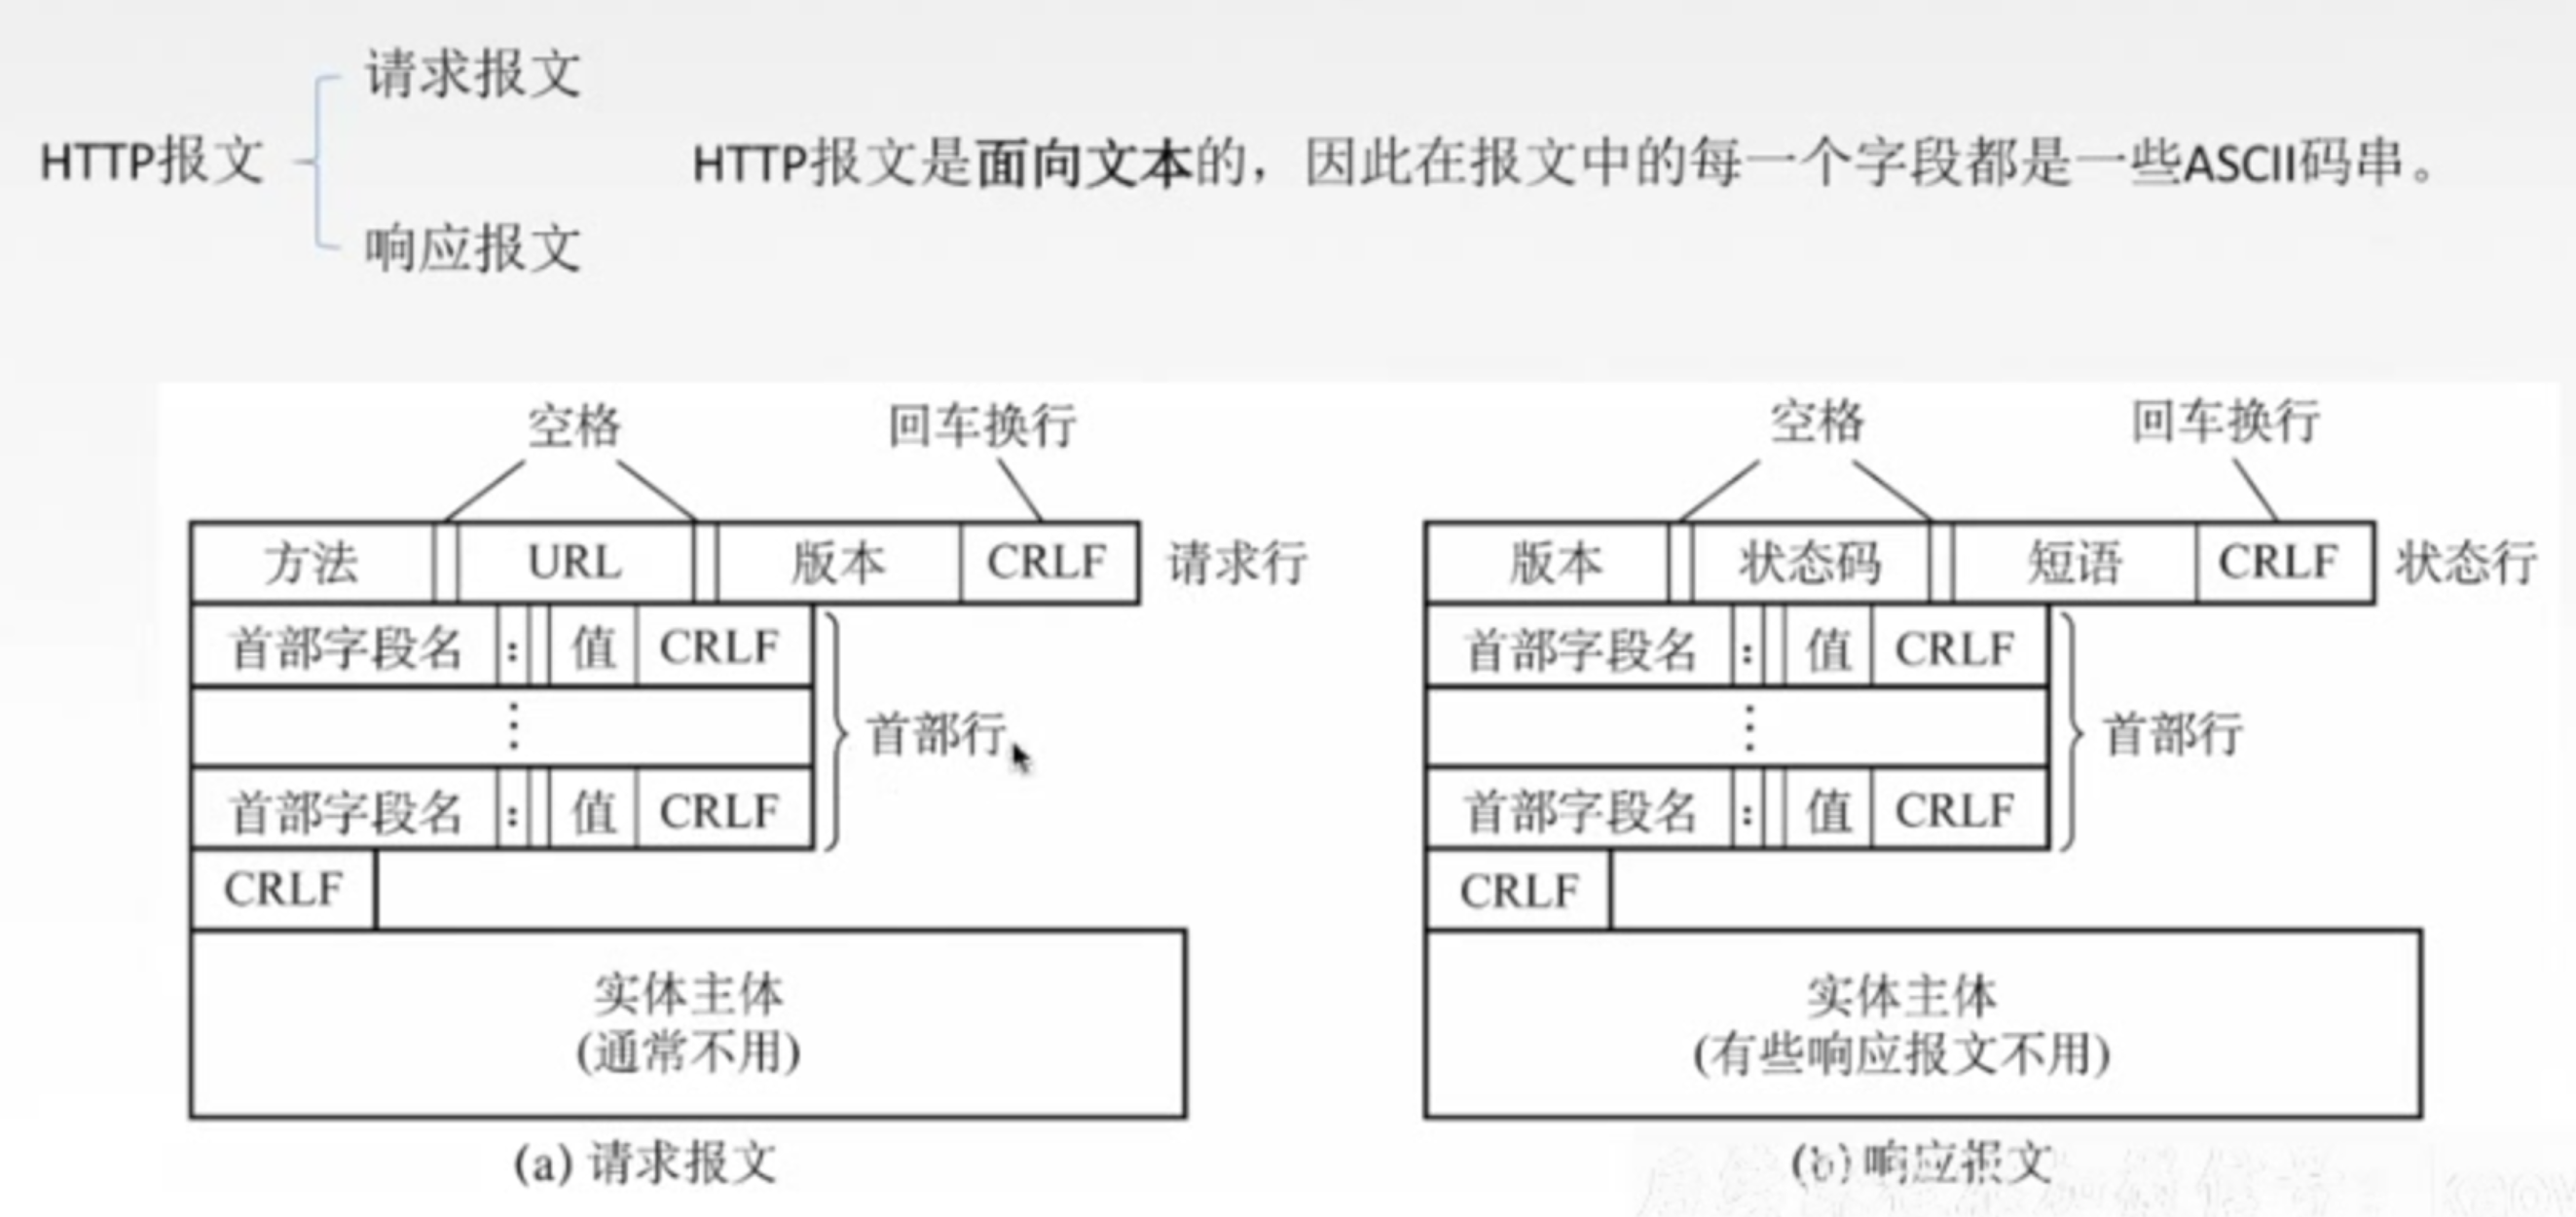 请求报文
HTTP报文
HTTP报文是面向文本的，因此在报文中的每一个字段都是一些ASCII码串。
响应报文
空格 回车换行
方法 URL 版本 CRLF 请求行
首部字段名 : 值 CRLF
⋮
首部行
首部字段名 : 值 CRLF
CRLF
实体主体
(通常不用)
(a) 请求报文
空格 回车换行
版本 状态码 短语 CRLF 状态行
首部字段名 : 值 CRLF
⋮
首部行
首部字段名 : 值 CRLF
CRLF
实体主体
(有些响应报文不用)
(b) 响应报文